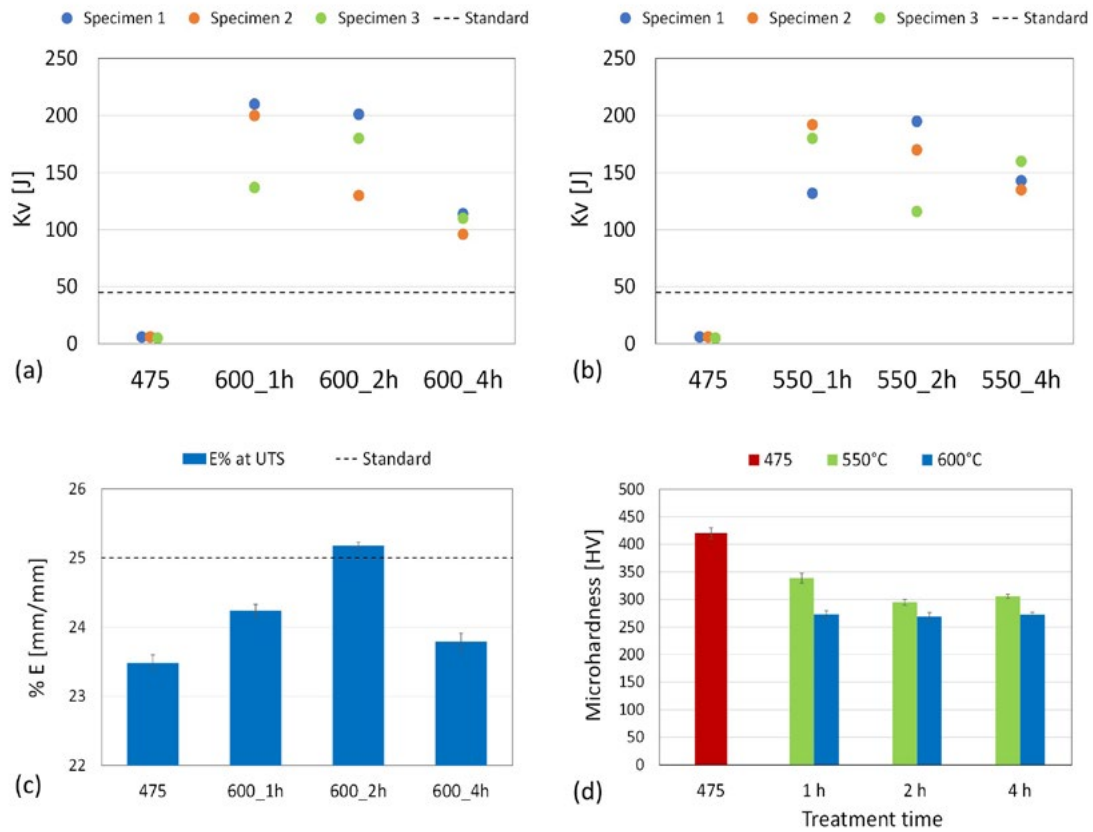 Specimen 1 Specimen 2 Specimen 3 Standard
250
200
150
100
50
0
Kv [J]
475 600_1h 600_2h 600_4h
(a)
Specimen 1 Specimen 2 Specimen 3 Standard
250
200
150
100
50
0
Kv [J]
475 550_1h 550_2h 550_4h
(b)
E% at UTS Standard
26
25
24
23
22
% E [mm/mm]
475 600_1h 600_2h 600_4h
(c)
475 550°C 600°C
500
450
400
350
300
250
200
150
100
50
0
Microhardness [HV]
475 1 h 2 h 4 h
Treatment time
(d)